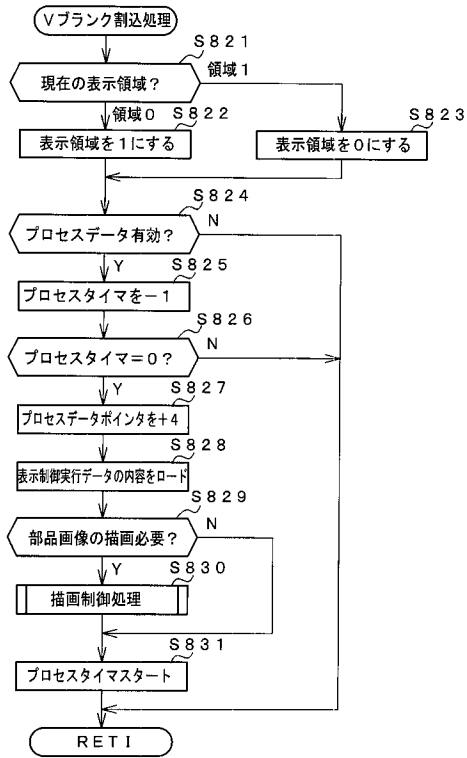 Vブランク割込処理
S821
現在の表示領域?
領域1
領域0
S822
表示領域を1にする
S823
表示領域を0にする
S824
プロセスデータ有効?
N
Y
S825
プロセスタイマを－1
S826
プロセスタイマ＝0?
N
Y
S827
プロセスデータポインタを+4
S828
表示制御実行データの内容をロード
S829
部品画像の描画必要?
N
Y
S830
描画制御処理
S831
プロセスタイマスタート
RETI